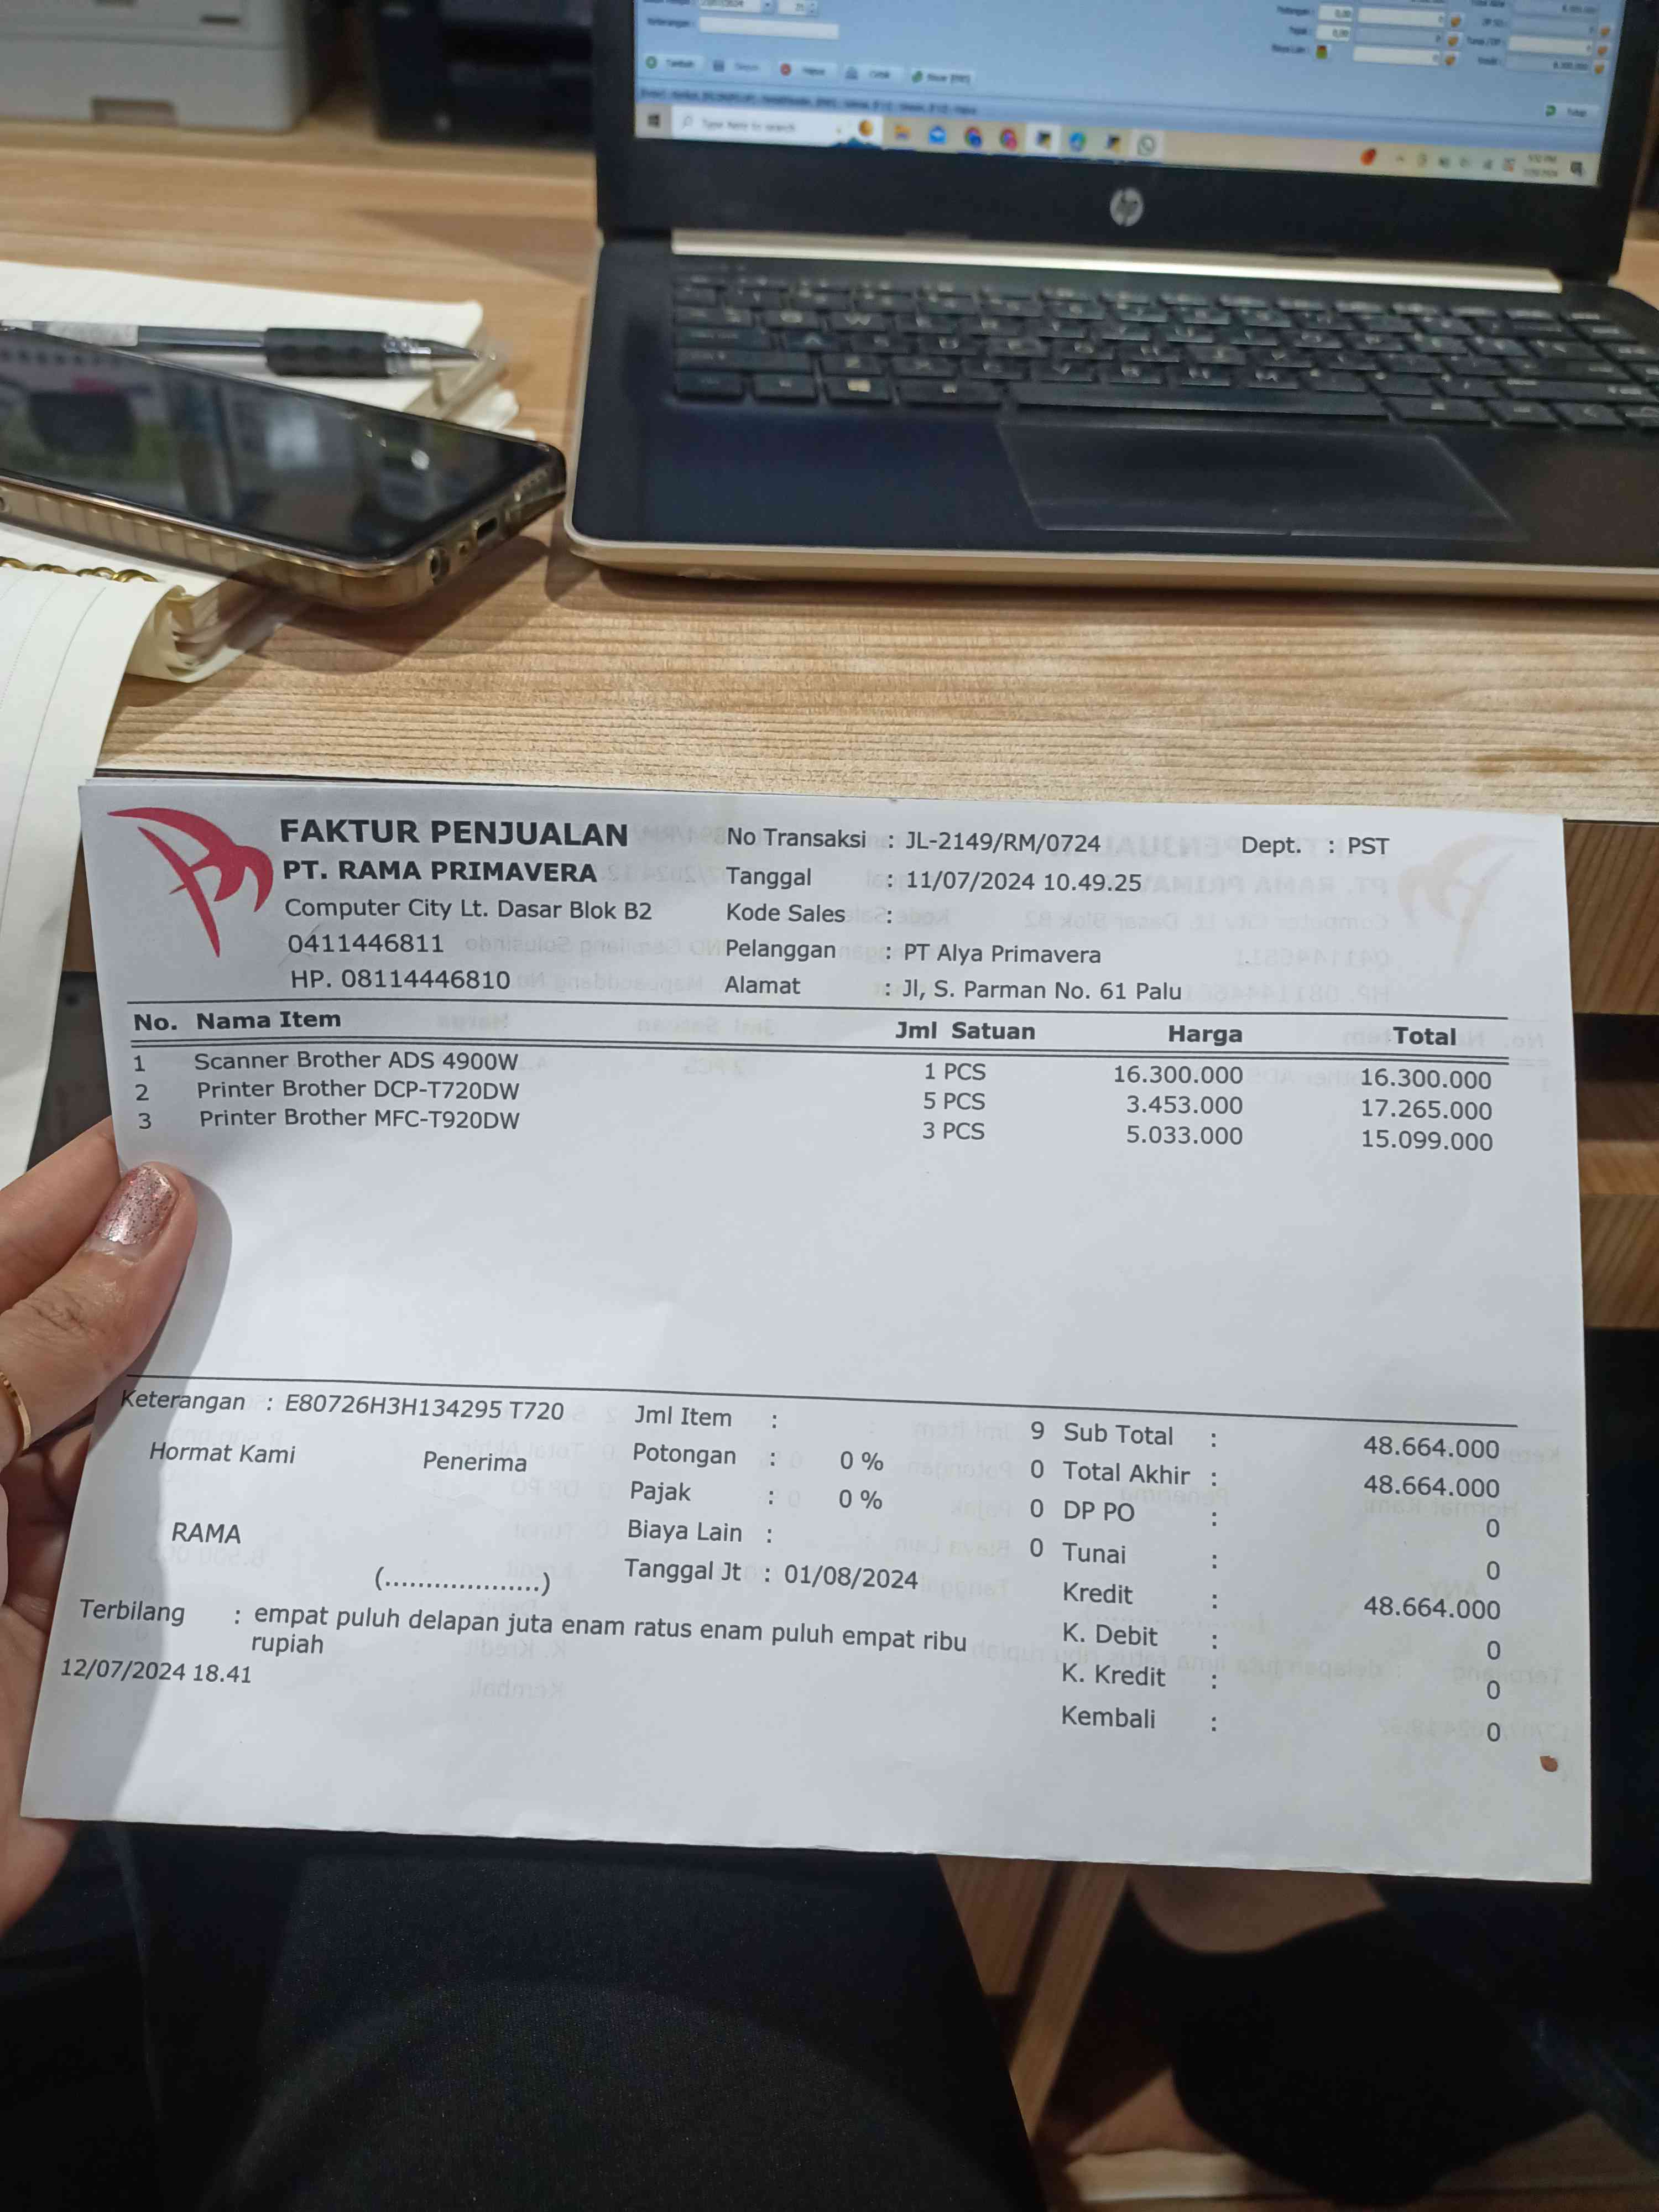 Type here to search
hp
FAKTUR PENJUALAN
PT. RAMA PRIMAVERA
Computer City Lt. Dasar Blok B2
0411446811
HP. 08114446810
No Transaksi : JL-2149/RM/0724 Dept. : PST
Tanggal : 11/07/2024 10.49.25
Kode Sales :
Pelanggan : PT Alya Primavera
Alamat : Jl, S. Parman No. 61 Palu
No. Nama Item Jml Satuan Harga Total
1 Scanner Brother ADS 4900W 1 PCS 16.300.000 16.300.000
2 Printer Brother DCP-T720DW 5 PCS 3.453.000 17.265.000
3 Printer Brother MFC-T920DW 3 PCS 5.033.000 15.099.000
Keterangan : E80726H3H134295 T720
Hormat Kami Penerima
RAMA
(...................)
Jml Item : 9
Potongan : 0 % 0
Pajak : 0 % 0
Biaya Lain : 0
Tanggal Jt : 01/08/2024
Sub Total : 48.664.000
Total Akhir : 48.664.000
DP PO : 0
Tunai : 0
Kredit : 48.664.000
K. Debit : 0
K. Kredit : 0
Kembali : 0
Terbilang : empat puluh delapan juta enam ratus enam puluh empat ribu
rupiah
12/07/2024 18.41